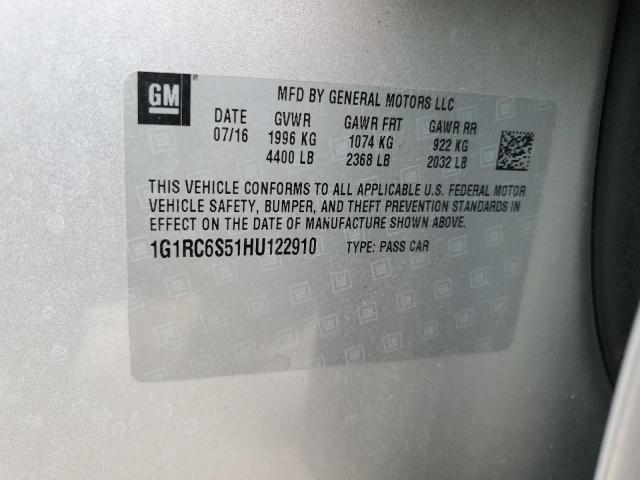 GM
MFD BY GENERAL MOTORS LLC
DATE GVWR GAWR FRT GAWR RR
07/16 1996 KG 1074 KG 922 KG
4400 LB 2368 LB 2032 LB
THIS VEHICLE CONFORMS TO ALL APPLICABLE U.S. FEDERAL MOTOR
VEHICLE SAFETY, BUMPER, AND THEFT PREVENTION STANDARDS IN
EFFECT ON THE DATE OF MANUFACTURE SHOWN ABOVE.
1G1RC6S51HU122910 TYPE: PASS CAR